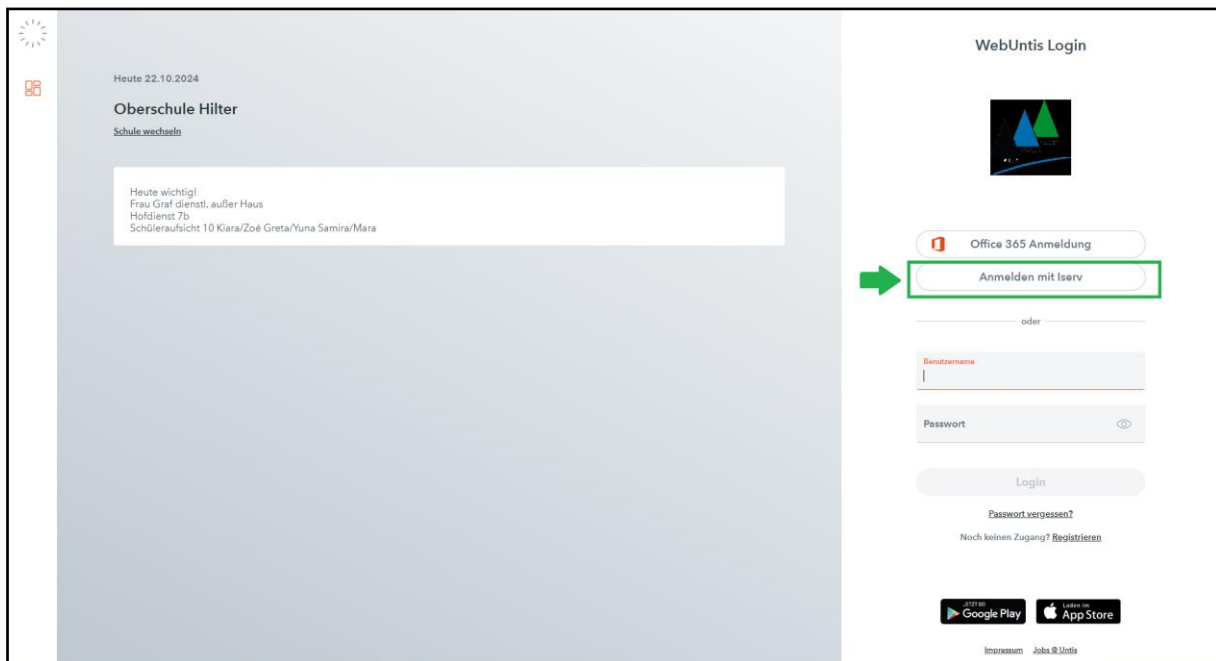 Heute 22.10.2024
Oberschule Hilter
Schule wechseln
Heute wichtig!
Frau Graf dienstl. außer Haus
Hofdienst 7b
Schüleraufsicht 10 Kiara/Zoé Greta/Yuna Samira/Mara
WebUntis Login
Office 365 Anmeldung
Anmelden mit Iserv
oder
Benutzername
Passwort
Login
Passwort vergessen?
Noch keinen Zugang? Registrieren
JETZT BEI
Google Play
Laden im
App Store
Impressum Jobs @ Untis